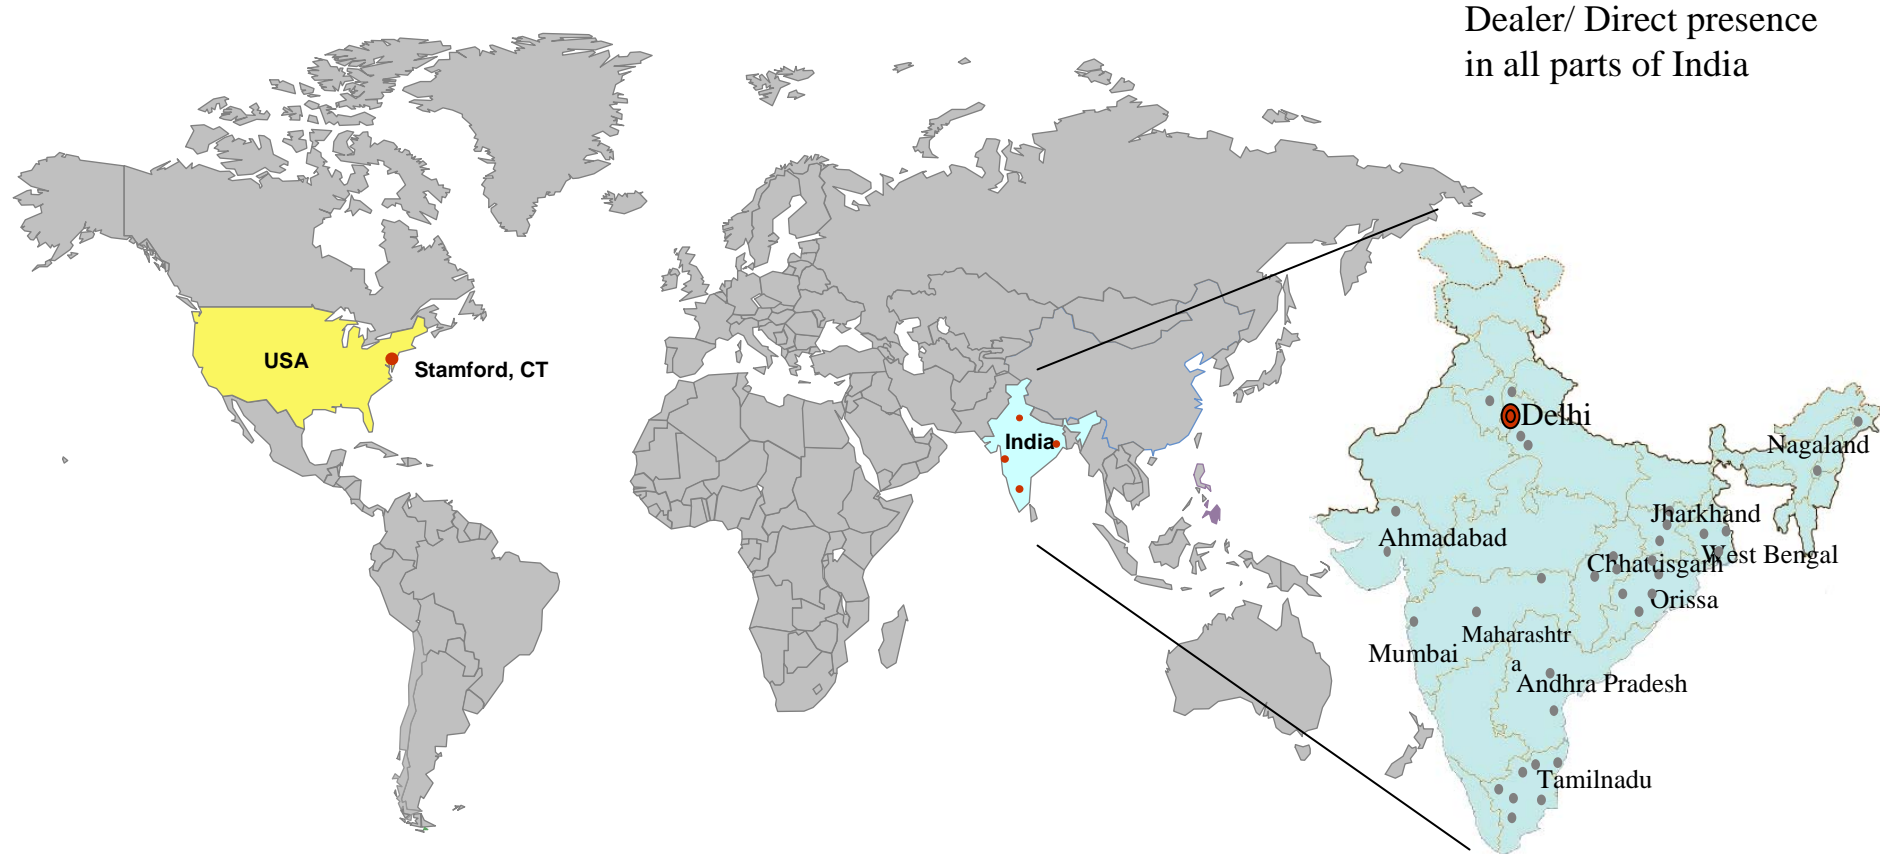 Dealer/ Direct presence
in all parts of India
USA
Stamford, CT
India
Delhi
Nagaland
Jharkhand
Ahmadabad
West Bengal
Chhattisgarh
Orissa
Maharashtr
a
Mumbai
Andhra Pradesh
Tamilnadu